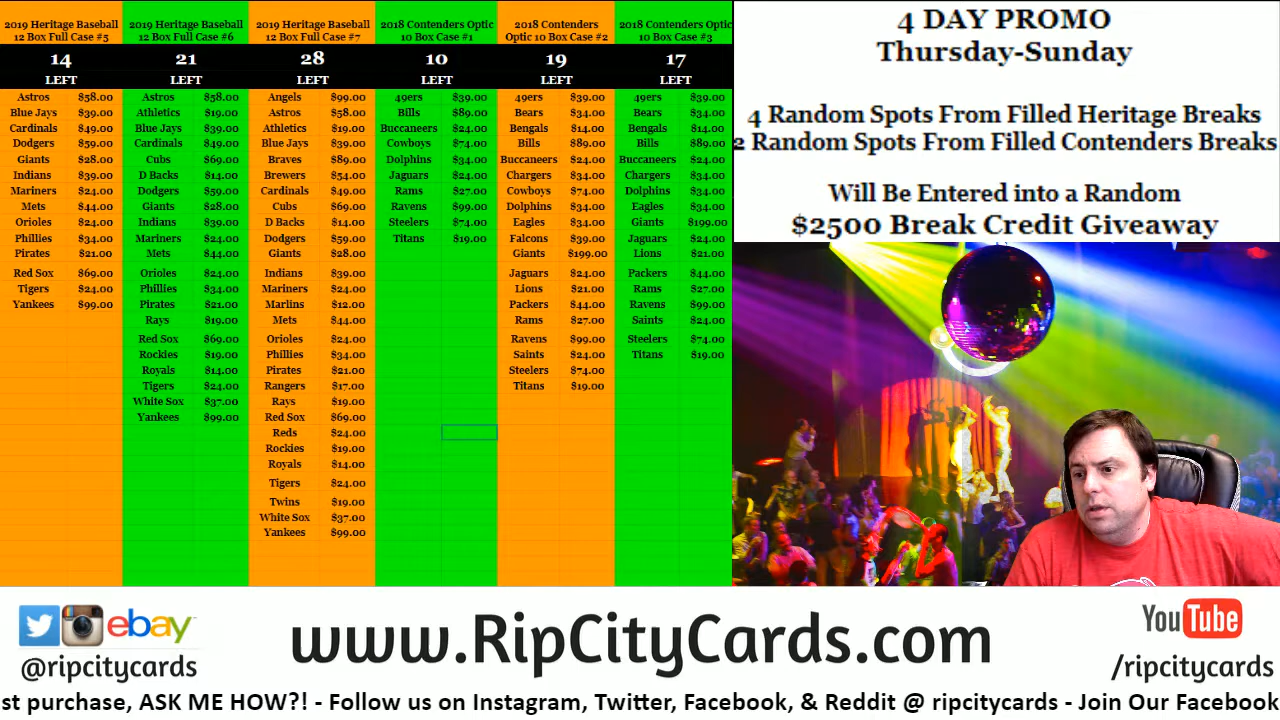 2019 Heritage Baseball
12 Box Full Case #5
14
LEFT
Astros $58.00
Blue Jays $39.00
Cardinals $49.00
Dodgers $59.00
Giants $28.00
Indians $39.00
Mariners $24.00
Mets $44.00
Orioles $24.00
Phillies $34.00
Pirates $21.00
Red Sox $69.00
Tigers $24.00
Yankees $99.00
2019 Heritage Baseball
12 Box Full Case #6
21
LEFT
Astros $58.00
Athletics $19.00
Blue Jays $39.00
Cardinals $49.00
Cubs $69.00
D Backs $14.00
Dodgers $59.00
Giants $28.00
Indians $39.00
Mariners $24.00
Mets $44.00
Orioles $24.00
Phillies $34.00
Pirates $21.00
Rays $19.00
Red Sox $69.00
Rockies $19.00
Royals $14.00
Tigers $24.00
White Sox $37.00
Yankees $99.00
2019 Heritage Baseball
12 Box Full Case #7
28
LEFT
Angels $99.00
Astros $58.00
Athletics $19.00
Blue Jays $39.00
Braves $89.00
Brewers $54.00
Cardinals $49.00
Cubs $69.00
D Backs $14.00
Dodgers $59.00
Giants $28.00
Indians $39.00
Mariners $24.00
Marlins $12.00
Mets $44.00
Orioles $24.00
Phillies $34.00
Pirates $21.00
Rangers $17.00
Rays $19.00
Red Sox $69.00
Reds $24.00
Rockies $19.00
Royals $14.00
Tigers $24.00
Twins $19.00
White Sox $37.00
Yankees $99.00
2018 Contenders Optic
10 Box Case #1
10
LEFT
49ers $39.00
Bills $89.00
Buccaneers $24.00
Cowboys $74.00
Dolphins $34.00
Jaguars $24.00
Rams $27.00
Ravens $99.00
Steelers $74.00
Titans $19.00
2018 Contenders
Optic 10 Box Case #2
19
LEFT
49ers $39.00
Bears $34.00
Bengals $14.00
Bills $89.00
Buccaneers $24.00
Chargers $34.00
Cowboys $74.00
Dolphins $34.00
Eagles $34.00
Falcons $39.00
Giants $199.00
Jaguars $24.00
Lions $21.00
Packers $44.00
Rams $27.00
Ravens $99.00
Saints $24.00
Steelers $74.00
Titans $19.00
2018 Contenders Optic
10 Box Case #3
17
LEFT
49ers $39.00
Bears $34.00
Bengals $14.00
Bills $89.00
Buccaneers $24.00
Chargers $34.00
Dolphins $34.00
Eagles $34.00
Giants $199.00
Jaguars $24.00
Lions $21.00
Packers $44.00
Rams $27.00
Ravens $99.00
Saints $24.00
Steelers $74.00
Titans $19.00
4 DAY PROMO
Thursday-Sunday
4 Random Spots From Filled Heritage Breaks
2 Random Spots From Filled Contenders Breaks
Will Be Entered into a Random
$2500 Break Credit Giveaway
ebay
@ripcitycards
www.RipCityCards.com
YouTube
/ripcitycards
st purchase, ASK ME HOW?! - Follow us on Instagram, Twitter, Facebook, & Reddit @ ripcitycards - Join Our Facebook